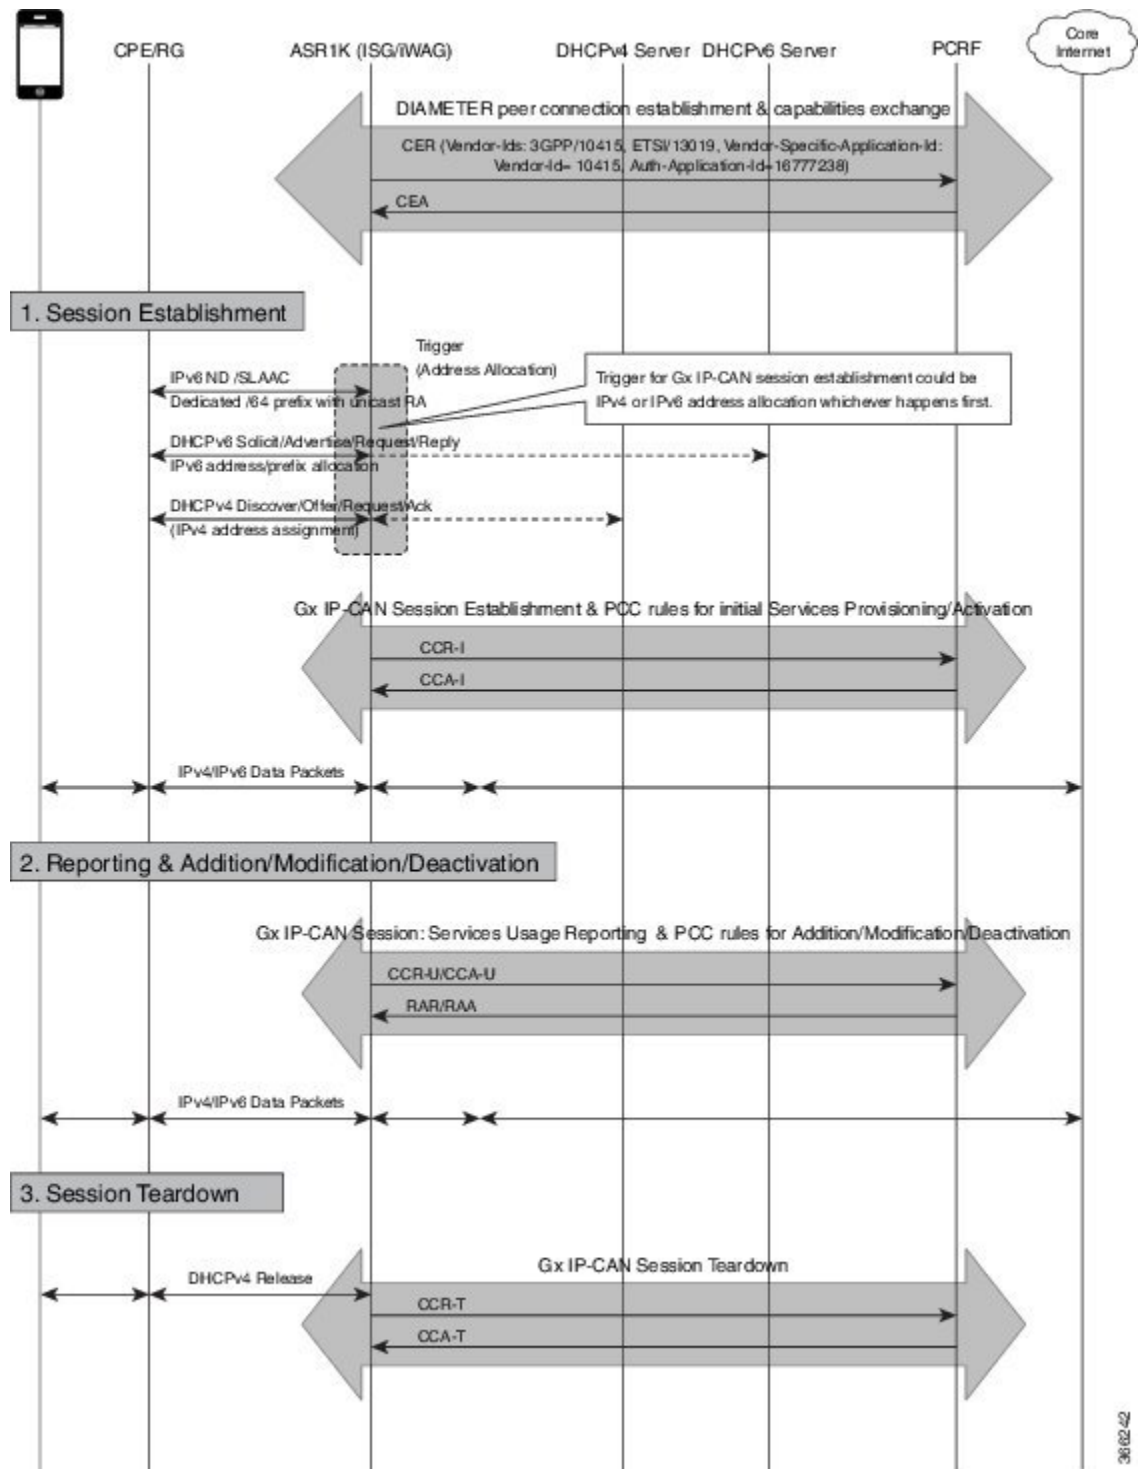 CPE/RG
ASR1K (ISG/iWAG)
DHCPv4 Server
DHCPv6 Server
PCRF
Core
Internet
DIAMETER peer connection establishment & capabilities exchange
CER (Vendor-Ids: 3GPP/10415, ETSI/13019, Vendor-Specific-Application-Id:
Vendor-Id= 10415, Auth-Application-Id=16777238)
CEA
1. Session Establishment
Trigger
(Address Allocation)
Trigger for Gx IP-CAN session establishment could be
IPv4 or IPv6 address allocation whichever happens first.
IPv6 ND /SLAAC
Dedicated /64 prefix with unicast RA
DHCPv6 Solicit/Advertise/Request/Reply
IPv6 address/prefix allocation
DHCPv4 Discover/Offer/Request/Ack
(IPv4 address assignment)
Gx IP-CAN Session Establishment & PCC rules for initial Services Provisioning/Activation
CCR-I
CCA-I
IPv4/IPv6 Data Packets
2. Reporting & Addition/Modification/Deactivation
Gx IP-CAN Session: Services Usage Reporting & PCC rules for Addition/Modification/Deactivation
CCR-U/CCA-U
RAR/RAA
IPv4/IPv6 Data Packets
3. Session Teardown
Gx IP-CAN Session Teardown
DHCPv4 Release
CCR-T
CCA-T
366242